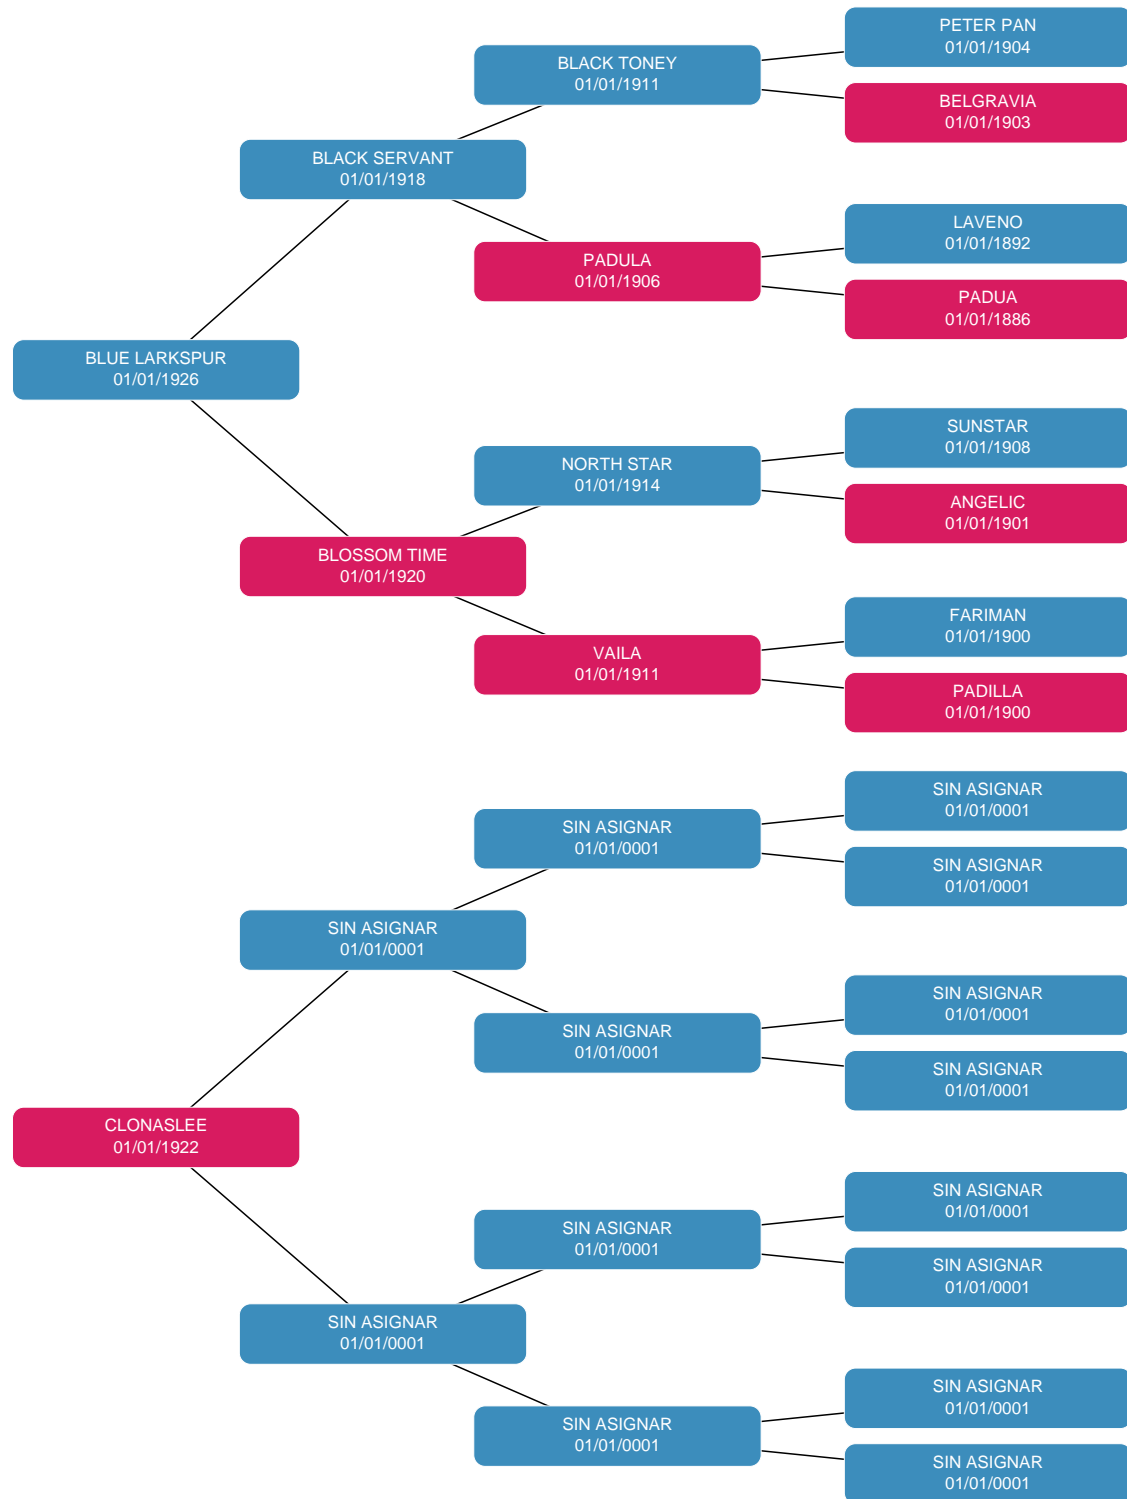 PETER PAN
01/01/1904
BLACK TONEY
01/01/1911
BELGRAVIA
01/01/1903
BLACK SERVANT
01/01/1918
LAVENO
01/01/1892
PADULA
01/01/1906
PADUA
01/01/1886
BLUE LARKSPUR
01/01/1926
SUNSTAR
01/01/1908
NORTH STAR
01/01/1914
ANGELIC
01/01/1901
BLOSSOM TIME
01/01/1920
FARIMAN
01/01/1900
VAILA
01/01/1911
PADILLA
01/01/1900
SIN ASIGNAR
01/01/0001
SIN ASIGNAR
01/01/0001
SIN ASIGNAR
01/01/0001
SIN ASIGNAR
01/01/0001
SIN ASIGNAR
01/01/0001
SIN ASIGNAR
01/01/0001
SIN ASIGNAR
01/01/0001
CLONASLEE
01/01/1922
SIN ASIGNAR
01/01/0001
SIN ASIGNAR
01/01/0001
SIN ASIGNAR
01/01/0001
SIN ASIGNAR
01/01/0001
SIN ASIGNAR
01/01/0001
SIN ASIGNAR
01/01/0001
SIN ASIGNAR
01/01/0001